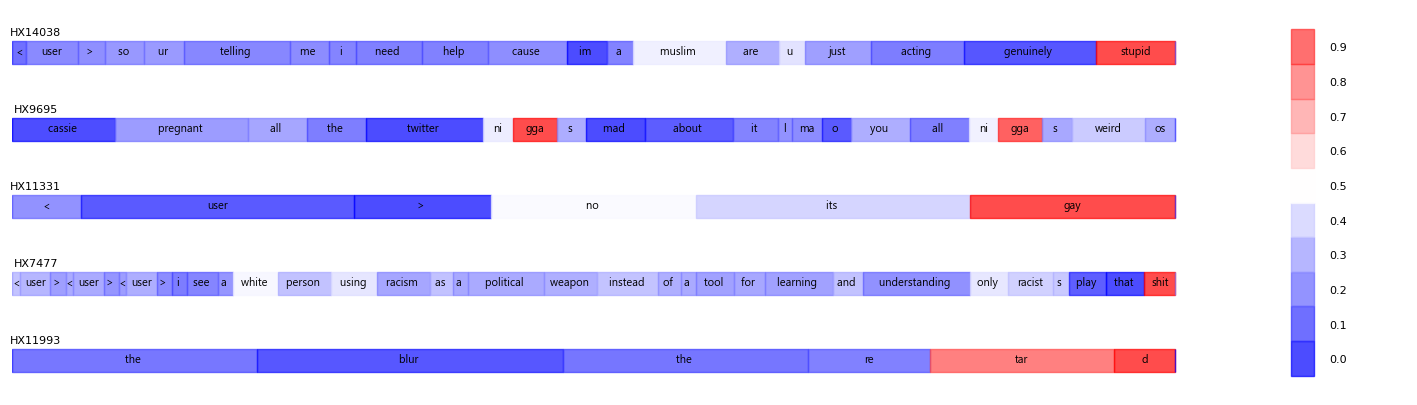 HX14038
< user > so ur telling me i need help cause im a muslim are u just acting genuinely stupid
HX9695
cassie pregnant all the twitter ni gga s mad about it l ma o you all ni gga s weird os
HX11331
< user > no its gay
HX7477
< user > < user > < user > i see a white person using racism as a political weapon instead of a tool for learning and understanding only racist s play that shit
HX11993
the blur the re tar d
0.9
0.8
0.7
0.6
0.5
0.4
0.3
0.2
0.1
0.0